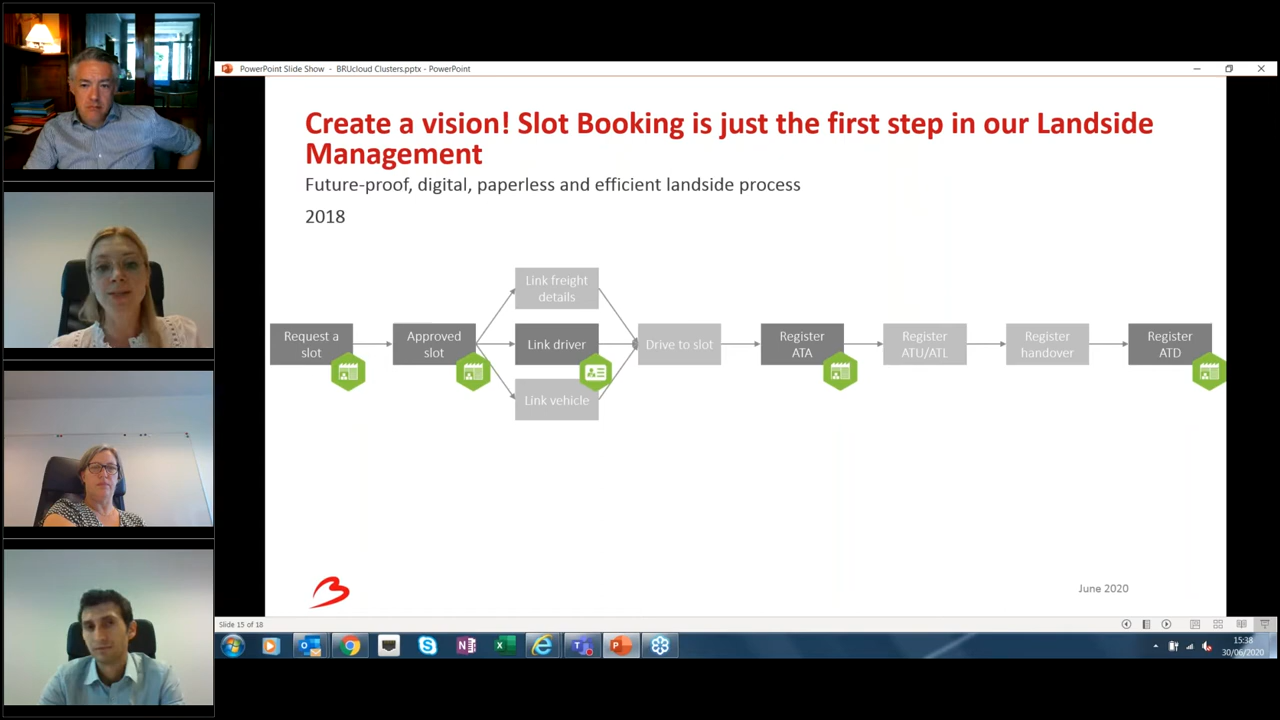 PowerPoint Slide Show - BRUcloud Clusters.pptx - PowerPoint
Create a vision! Slot Booking is just the first step in our Landside
Management
Future-proof, digital, paperless and efficient landside process
2018
Request a
slot
Approved
slot
Link freight
details
Link driver
Link vehicle
Drive to slot
Register
ATA
Register
ATU/ATL
Register
handover
Register
ATD
June 2020
Slide 15 of 18
15:38
30/06/2020